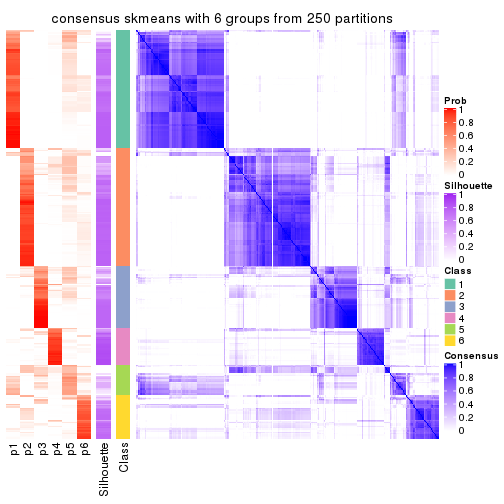 consensus skmeans with 6 groups from 250 partitions
Prob
1
0.8
0.6
0.4
0.2
0
Silhouette
1
0.8
0.6
0.4
0.2
0
Class
1
2
3
4
5
6
Consensus
1
0.8
0.6
0.4
0.2
0
p1
p2
p3
p4
p5
p6
Silhouette
Class